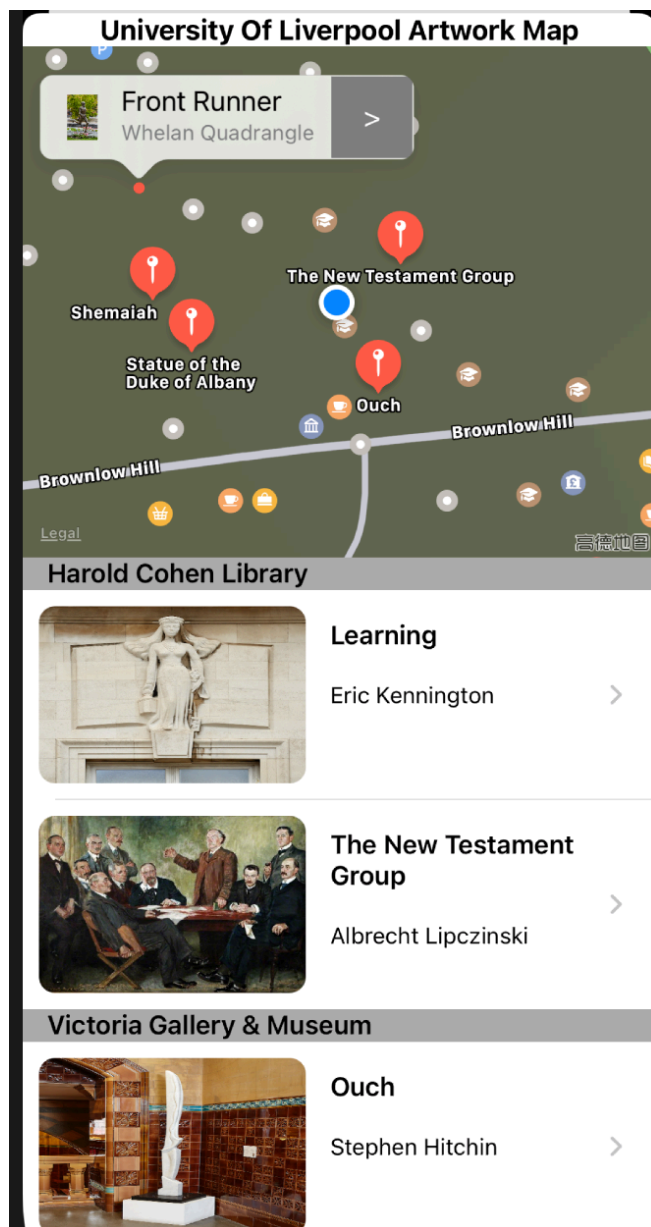 University Of Liverpool Artwork Map
P
Front Runner
Whelan Quadrangle
>
The New Testament Group
Shemaiah
Statue of the
Duke of Albany
Ouch
Brownlow Hill
Brownlow Hill
£
Legal
高德地图
Harold Cohen Library
Learning
Eric Kennington
The New Testament
Group
Albrecht Lipczinski
Victoria Gallery & Museum
Ouch
Stephen Hitchin